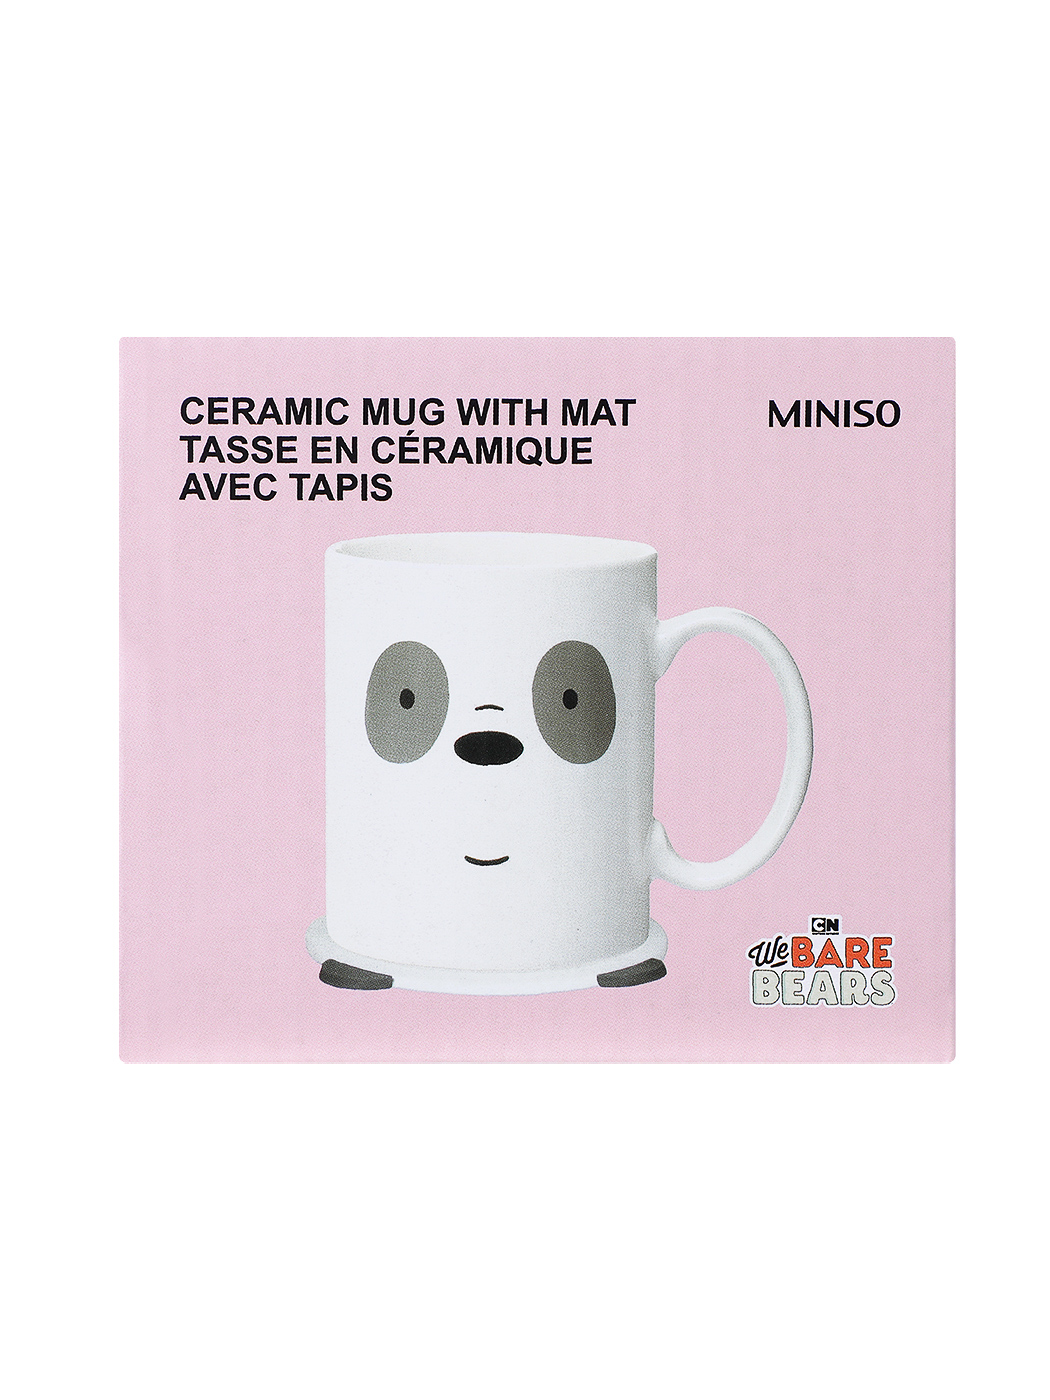 CERAMIC MUG WITH MAT
TASSE EN CÉRAMIQUE
AVEC TAPIS
MINISO
CN
We BARE
BEARS